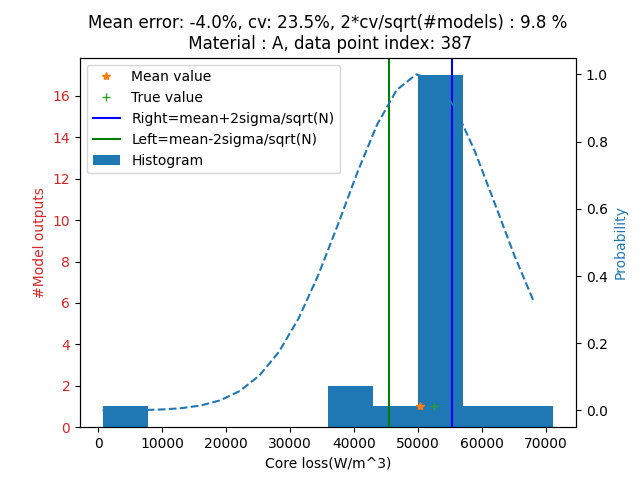 Mean error: -4.0%, cv: 23.5%, 2*cv/sqrt(#models) : 9.8 %
Material : A, data point index: 387
Mean value
True value
Right=mean+2sigma/sqrt(N)
Left=mean-2sigma/sqrt(N)
Histogram
#Model outputs
16
14
12
10
8
6
4
2
0
1.0
0.8
0.6
0.4
0.2
0.0
Probability
0
10000
20000
30000
40000
50000
60000
70000
Core loss(W/m^3)